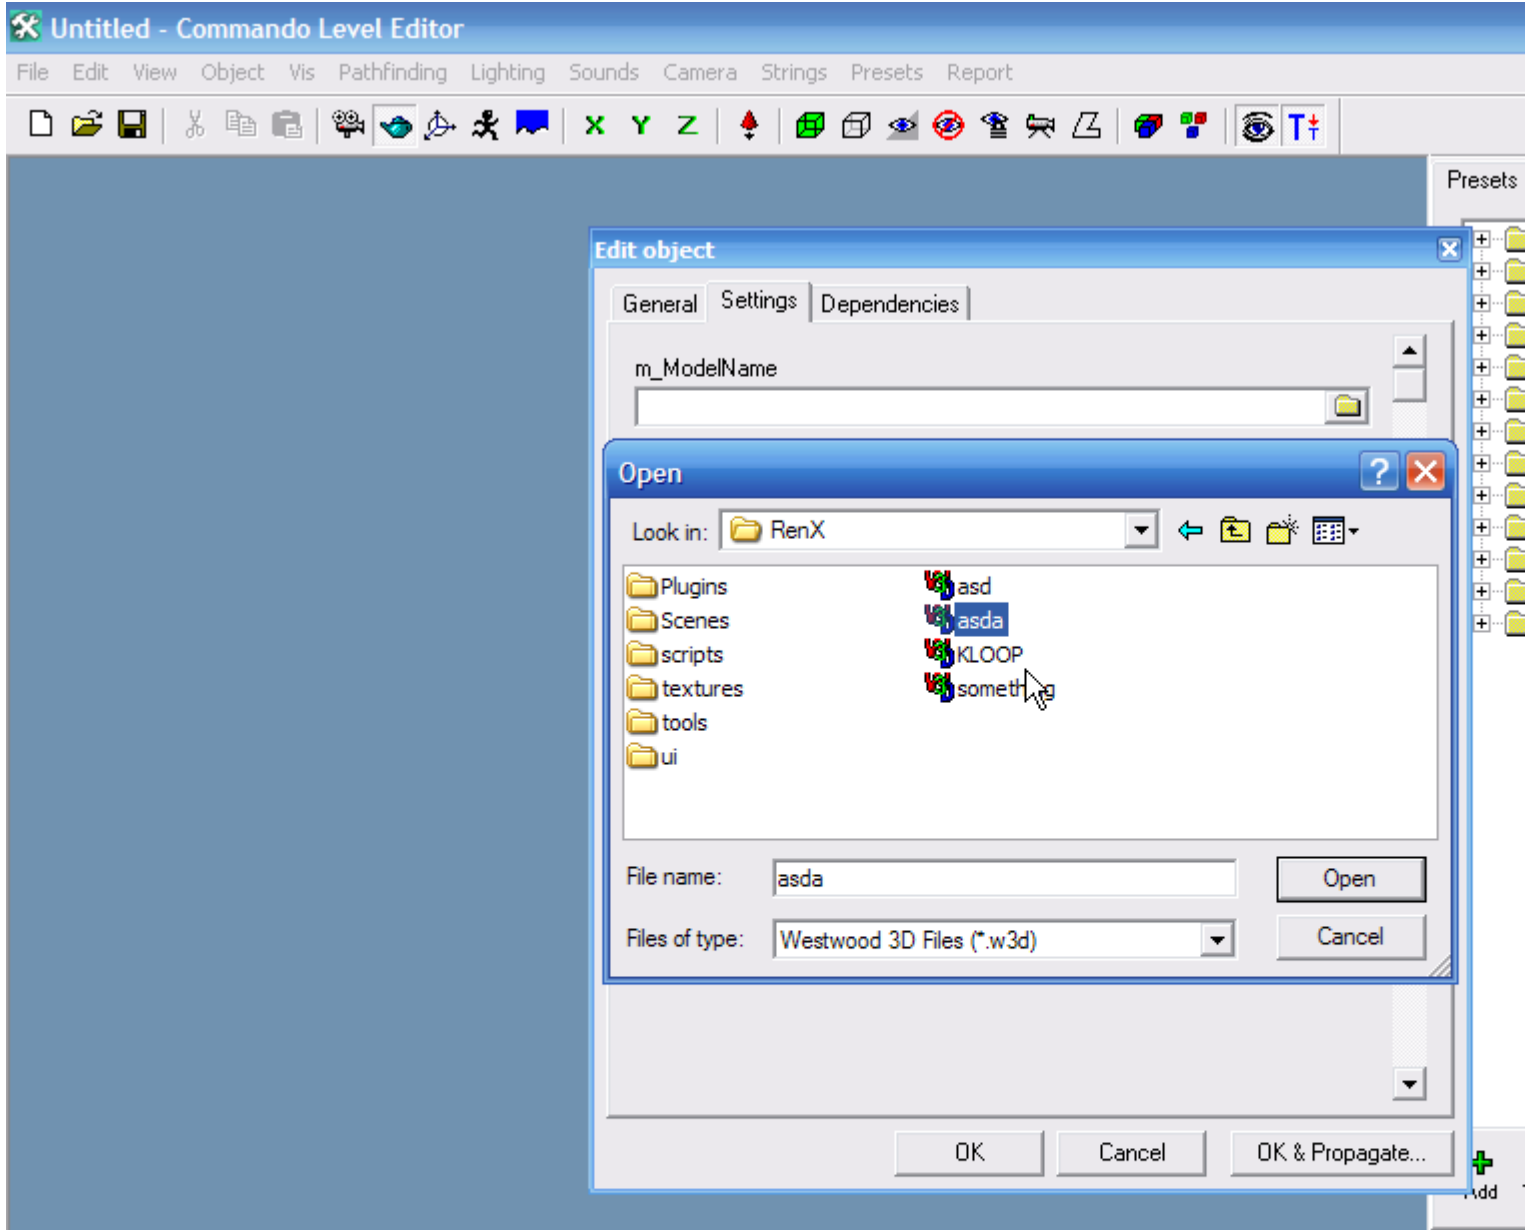 Untitled - Commando Level Editor
File Edit View Object Vis Pathfinding Lighting Sounds Camera Strings Presets Report
X Y Z
Presets
Edit object
General Settings Dependencies
m_ModelName
Open
Look in: RenX
Plugins asd
Scenes asda
scripts KLOOP
textures
tools
ui
File name: asda Open
Files of type: Westwood 3D Files (*.w3d) Cancel
OK Cancel OK & Propagate...
Add